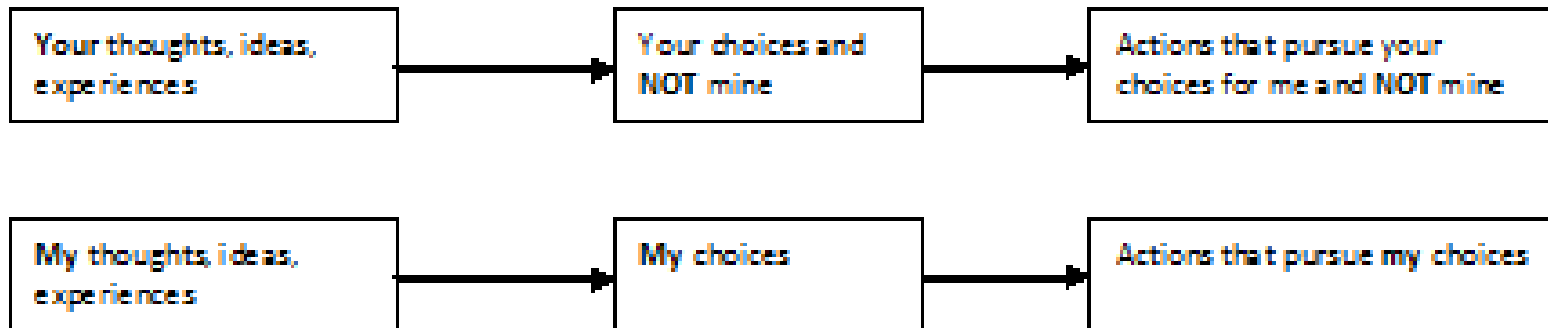 Your thoughts, ideas,
experiences
Your choices and
NOT mine
Actions that pursue your
choices for me and NOT mine
My thoughts, ideas,
experiences
My choices
Actions that pursue my choices